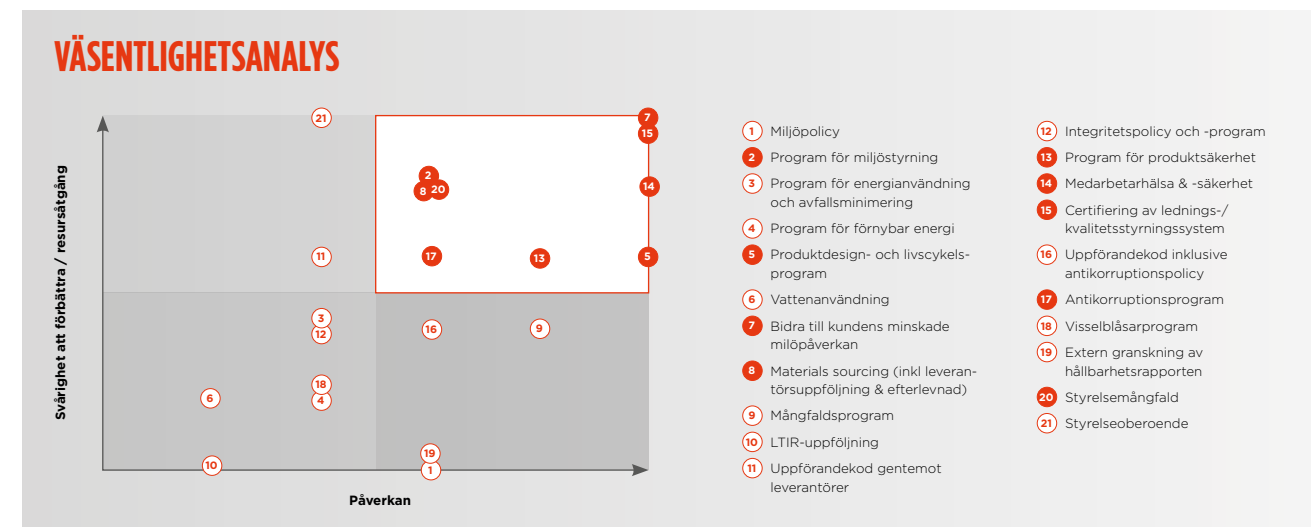 VÄSENTLIGHETSANALYS
Svårighet att förbättra / resursåtgång
21
7
15
2
8 20
14
11
17
13
5
3
12
16
9
18
4
6
19
10
1
Påverkan
1 Miljöpolicy
2 Program för miljöstyrning
3 Program för energianvändning
och avfallsminimering
4 Program för förnybar energi
5 Produktdesign- och livscykels-
program
6 Vattenanvändning
7 Bidra till kundens minskade
milöpåverkan
8 Materials sourcing (inkl leveran-
törsuppföljning & efterlevnad)
9 Mångfaldsprogram
10 LTIR-uppföljning
11 Uppförandekod gentemot
leverantörer
12 Integritetspolicy och -program
13 Program för produktsäkerhet
14 Medarbetarhälsa & -säkerhet
15 Certifiering av lednings-/
kvalitetsstyrningssystem
16 Uppförandekod inklusive
antikorruptionspolicy
17 Antikorruptionsprogram
18 Visselblåsarprogram
19 Extern granskning av
hållbarhetsrapporten
20 Styrelsemångfald
21 Styrelseoberoende